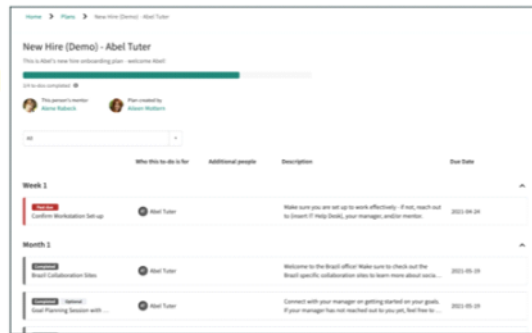 Home > Plans > New Hire (Demo) - Abel Tuter
New Hire (Demo) - Abel Tuter
This is Abel's new hire onboarding plan - welcome Abel!
to-dos completed
This person's mentor
Plan created by
Alene Rabeck
Alison Mattern
All
Who this to-do is for Additional people Description Due Date
Week 1
Past due
Confirm Workstation Set-up
Abel Tuter
Make sure you are set up to work effectively - if not, reach out
to (insert IT Help Desk), your manager, and/or mentor.
2021-04-24
Month 1
Completed
Brazil Collaboration Sites
Abel Tuter
Welcome to the Brazil office! Make sure to check out the
Brazil specific collaboration sites to learn more about socia...
2021-05-19
Completed Optional
Goal Planning Session with ...
Abel Tuter
Connect with your manager on getting started on your goals.
If your manager has not reached out to you yet, feel free to ...
2021-05-19